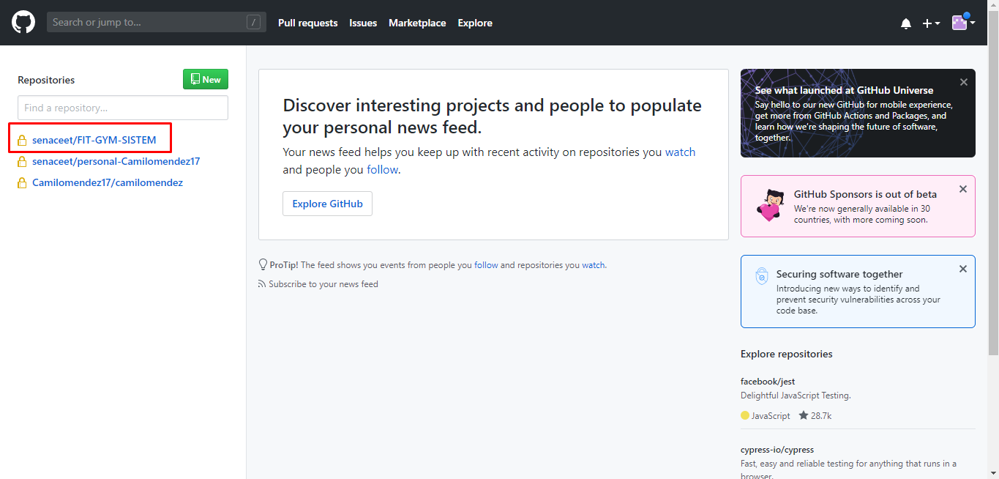 Search or jump to...
/
Pull requests
Issues
Marketplace
Explore
Repositories
New
Find a repository...
senaceet/FIT-GYM-SISTEM
senaceet/personal-Camilomendez17
Camilomendez17/camilomendez
Discover interesting projects and people to populate
your personal news feed.
Your news feed helps you keep up with recent activity on repositories you watch
and people you follow.
Explore GitHub
ProTip! The feed shows you events from people you follow and repositories you watch.
Subscribe to your news feed
See what launched at GitHub Universe
Say hello to our new GitHub for mobile experience,
get more from GitHub Actions and Packages, and
learn how we're shaping the future of software,
together.
GitHub Sponsors is out of beta
We're now generally available in 30
countries, with more coming soon.
Securing software together
Introducing new ways to identify and
prevent security vulnerabilities across your
code base.
Explore repositories
facebook/jest
Delightful JavaScript Testing.
JavaScript
28.7k
cypress-io/cypress
Fast, easy and reliable testing for anything that runs in a
browser.